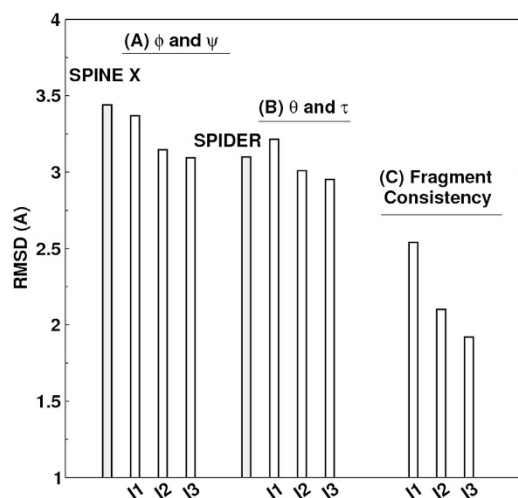 4
(A) ϕ and ψ
SPINE X
3.5
(B) θ and τ
SPIDER
3
(C) Fragment
Consistency
2.5
RMSD (A)
2
1.5
1
I1 I2 I3 I1 I2 I3 I1 I2 I3